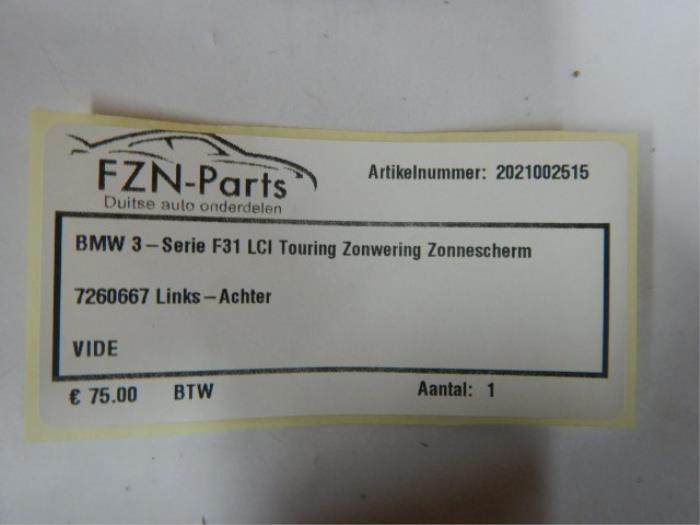 FZN-Parts
Duitse auto onderdelen
Artikelnummer: 2021002515
BMW 3-Serie F31 LCI Touring Zonwering Zonnescherm
7260667 Links-Achter
VIDE
€ 75.00 BTW Aantal: 1